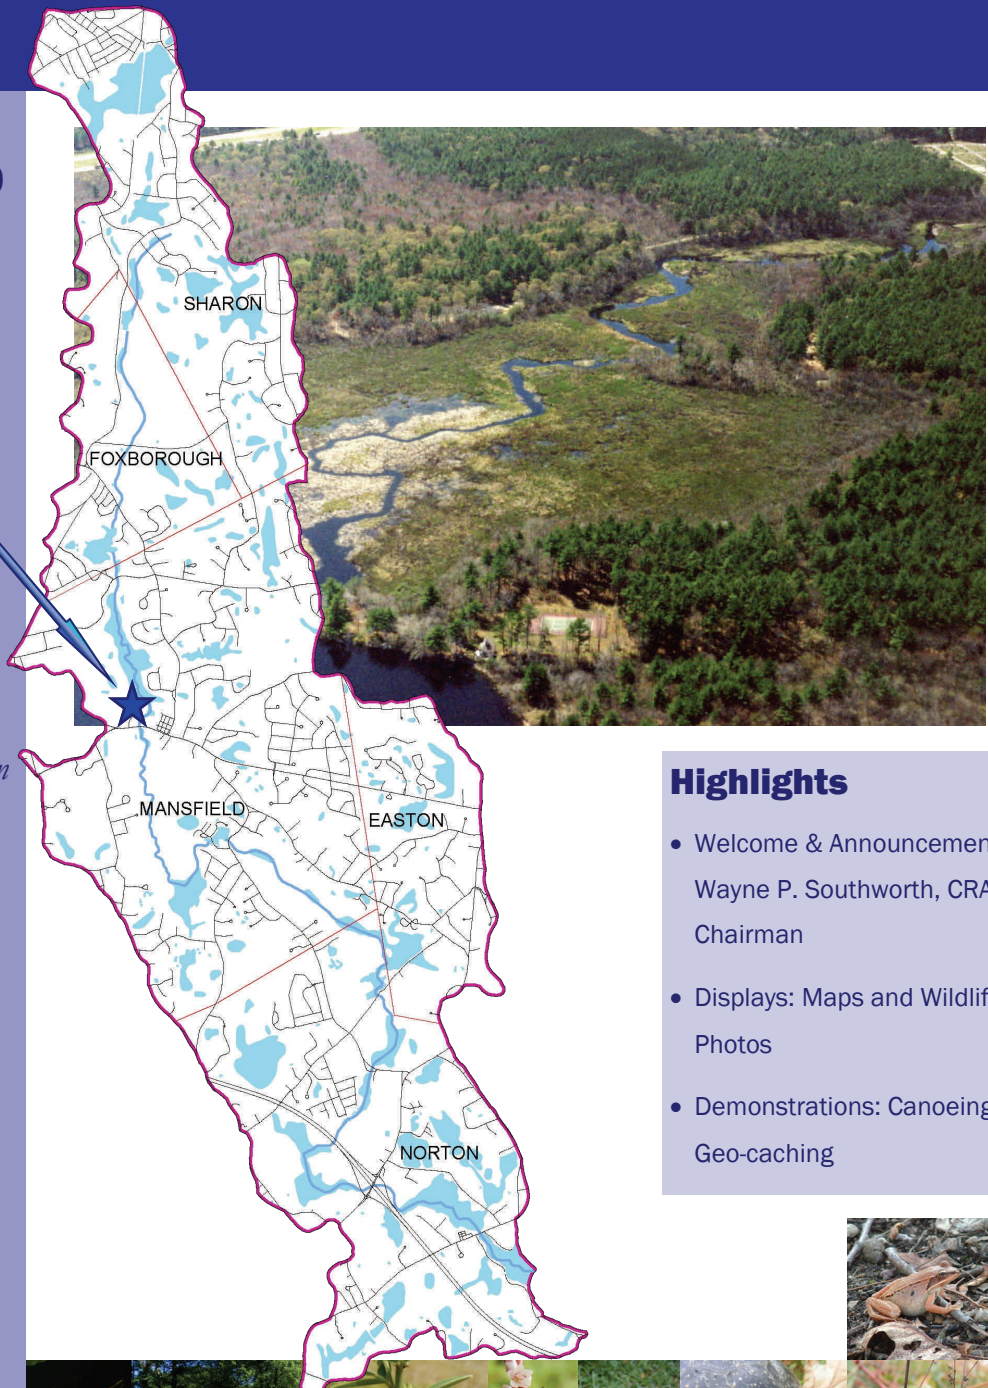 SHARON
FOXBOROUGH
MANSFIELD
EASTON
NORTON
Highlights
• Welcome & Announcemen
Wayne P. Southworth, CRA
Chairman
• Displays: Maps and Wildlif
Photos
• Demonstrations: Canoeing
Geo-caching